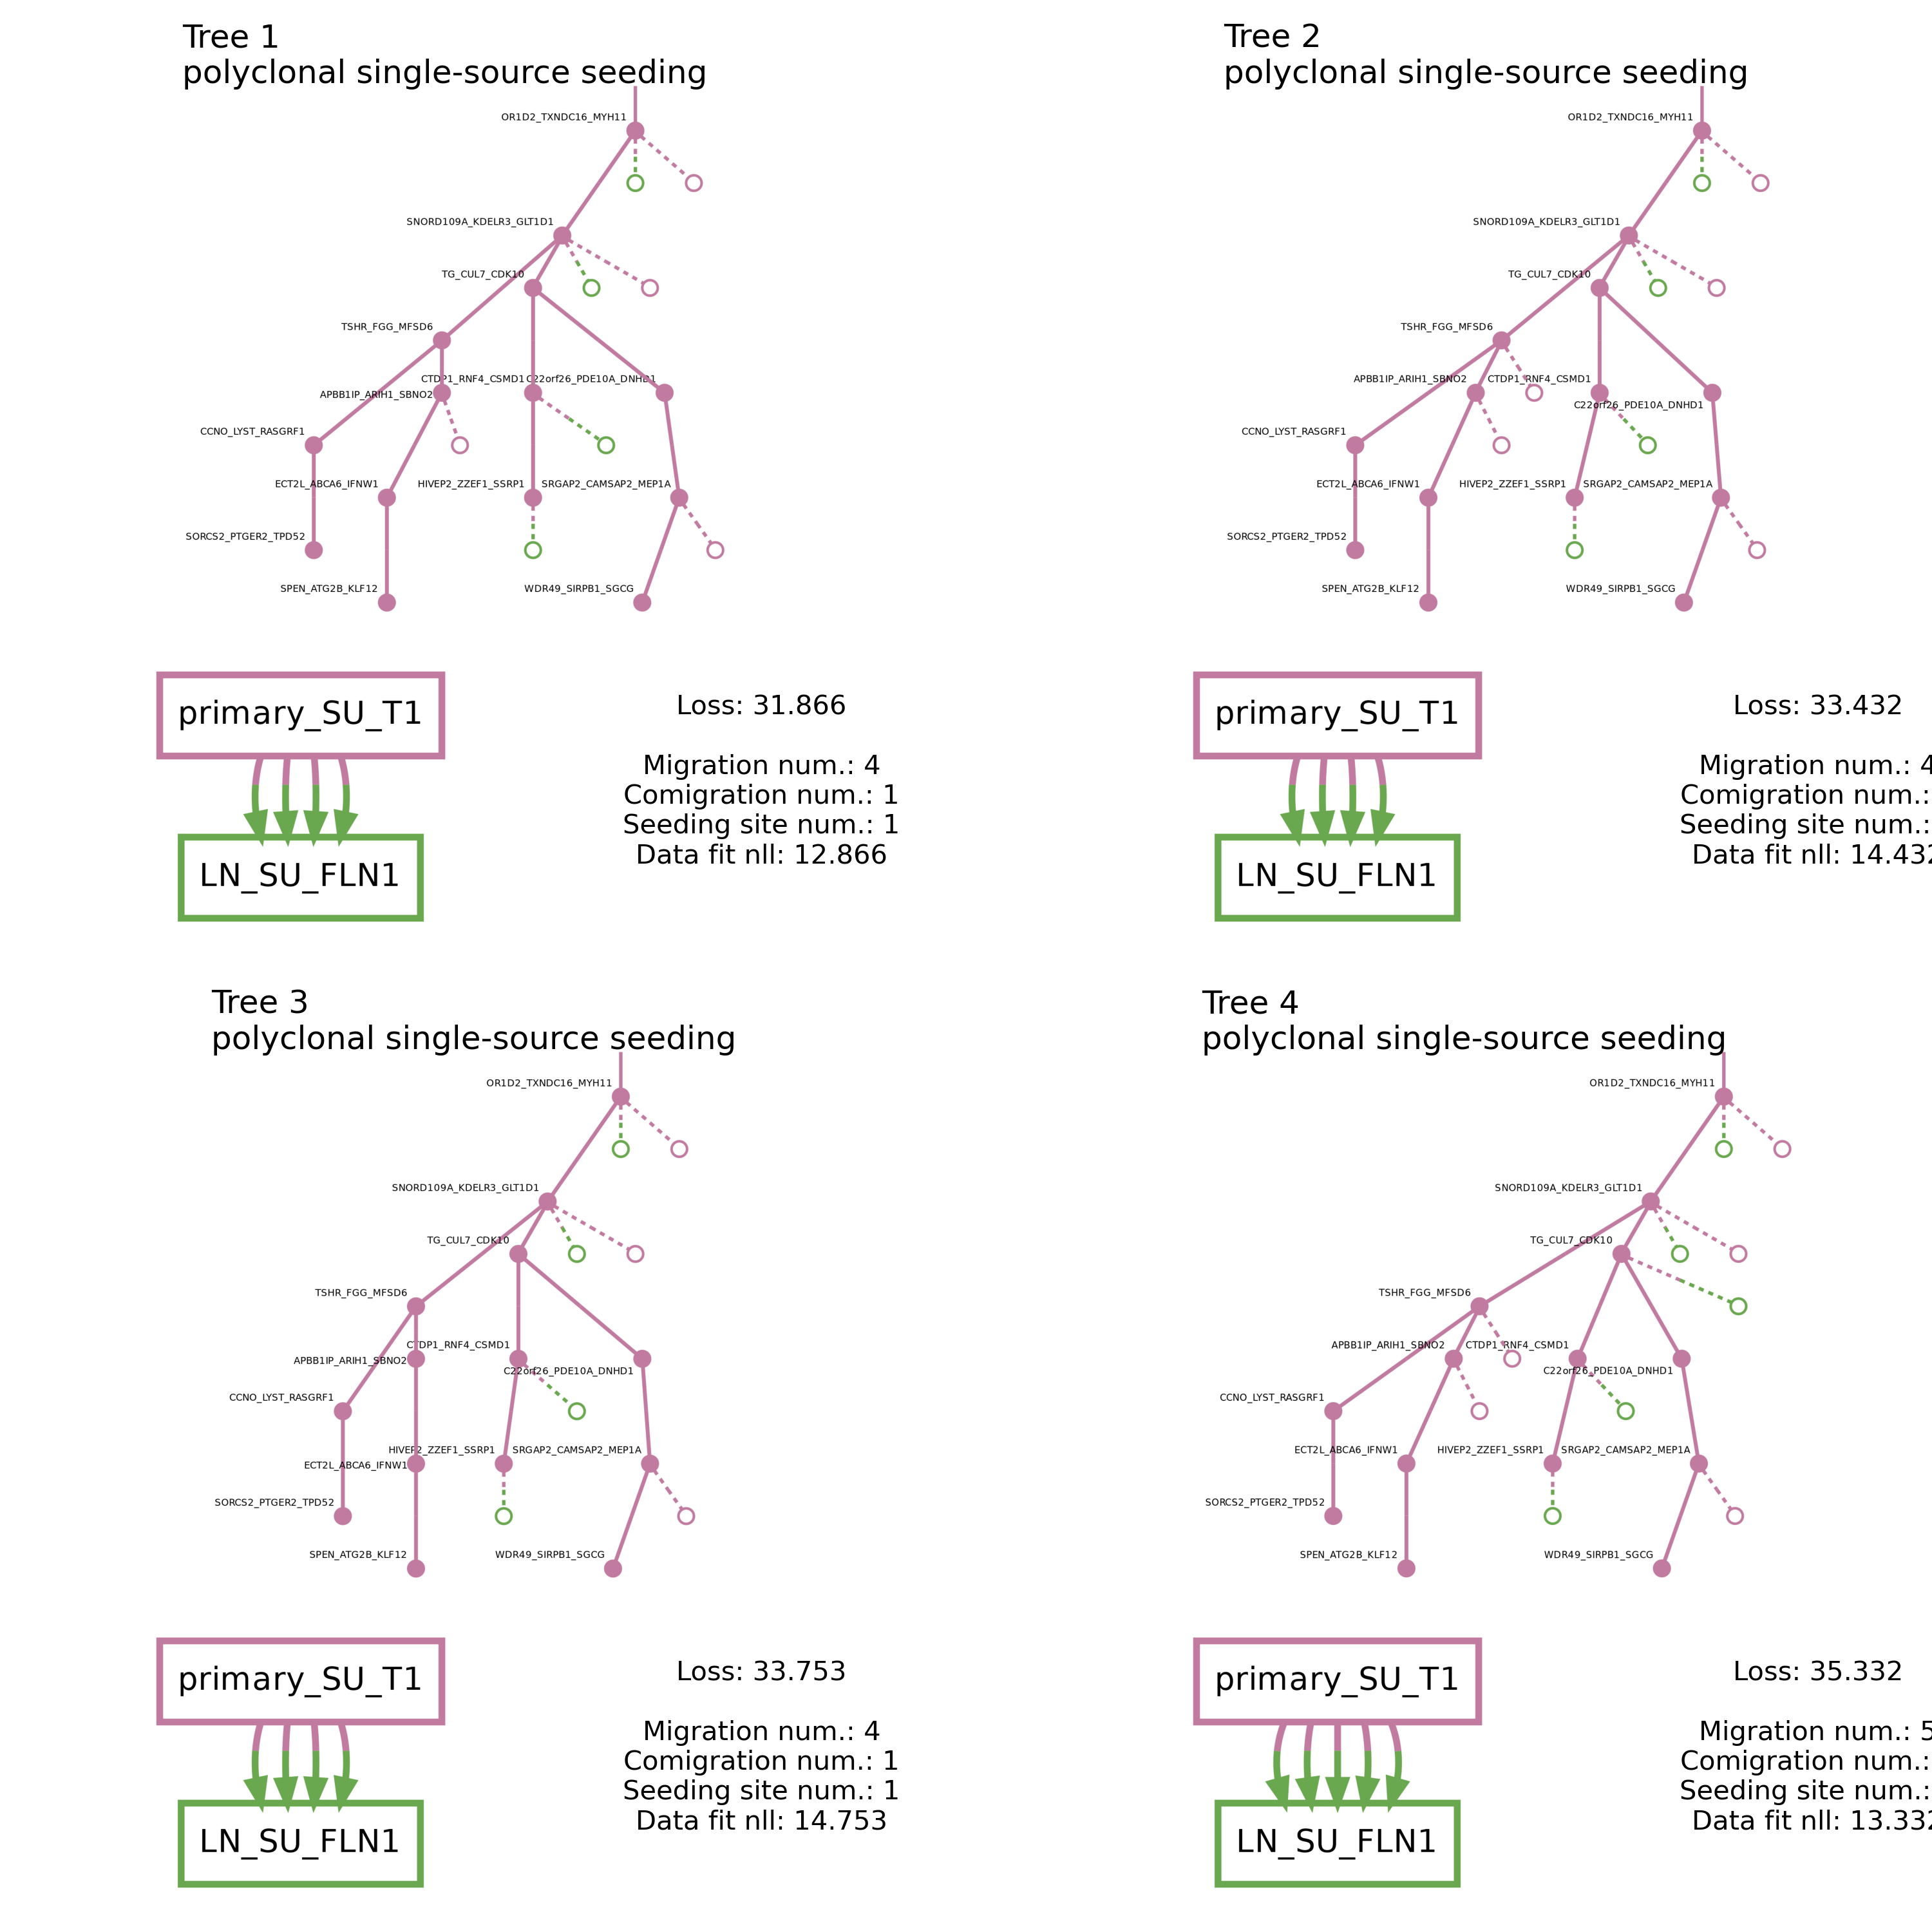 Tree 1
polyclonal single-source seeding
OR1D2_TXNDC16_MYH11
SNORD109A_KDELR3_GLT1D1
TG_CUL7_CDK10
TSHR_FGG_MFSD6
CTDP1_RNF4_CSMD1
C22orf26_PDE10A_DNHD1
APBB1IP_ARIH1_SBNO2
CCNO_LYST_RASGRF1
ECT2L_ABCA6_IFNW1
HIVEP2_ZZEF1_SSRP1
SRGAP2_CAMSAP2_MEP1A
SORCS2_PTGER2_TPD52
SPEN_ATG2B_KLF12
WDR49_SIRPB1_SGCG
primary_SU_T1
LN_SU_FLN1
Loss: 31.866
Migration num.: 4
Comigration num.: 1
Seeding site num.: 1
Data fit nll: 12.866
Tree 2
polyclonal single-source seeding
OR1D2_TXNDC16_MYH11
SNORD109A_KDELR3_GLT1D1
TG_CUL7_CDK10
TSHR_FGG_MFSD6
APBB1IP_ARIH1_SBNO2
CTDP1_RNF4_CSMD1
C22orf26_PDE10A_DNHD1
CCNO_LYST_RASGRF1
ECT2L_ABCA6_IFNW1
HIVEP2_ZZEF1_SSRP1
SRGAP2_CAMSAP2_MEP1A
SORCS2_PTGER2_TPD52
SPEN_ATG2B_KLF12
WDR49_SIRPB1_SGCG
primary_SU_T1
LN_SU_FLN1
Loss: 33.432
Migration num.: 4
Comigration num.:
Seeding site num.:
Data fit nll: 14.432
Tree 3
polyclonal single-source seeding
OR1D2_TXNDC16_MYH11
SNORD109A_KDELR3_GLT1D1
TG_CUL7_CDK10
TSHR_FGG_MFSD6
CTDP1_RNF4_CSMD1
APBB1IP_ARIH1_SBNO2
C22orf26_PDE10A_DNHD1
CCNO_LYST_RASGRF1
HIVEP2_ZZEF1_SSRP1
SRGAP2_CAMSAP2_MEP1A
ECT2L_ABCA6_IFNW1
SORCS2_PTGER2_TPD52
SPEN_ATG2B_KLF12
WDR49_SIRPB1_SGCG
primary_SU_T1
LN_SU_FLN1
Loss: 33.753
Migration num.: 4
Comigration num.: 1
Seeding site num.: 1
Data fit nll: 14.753
Tree 4
polyclonal single-source seeding
OR1D2_TXNDC16_MYH11
SNORD109A_KDELR3_GLT1D1
TG_CUL7_CDK10
TSHR_FGG_MFSD6
APBB1IP_ARIH1_SBNO2
CTDP1_RNF4_CSMD1
C22orf26_PDE10A_DNHD1
CCNO_LYST_RASGRF1
ECT2L_ABCA6_IFNW1
HIVEP2_ZZEF1_SSRP1
SRGAP2_CAMSAP2_MEP1A
SORCS2_PTGER2_TPD52
SPEN_ATG2B_KLF12
WDR49_SIRPB1_SGCG
primary_SU_T1
LN_SU_FLN1
Loss: 35.332
Migration num.: 5
Comigration num.:
Seeding site num.:
Data fit nll: 13.332